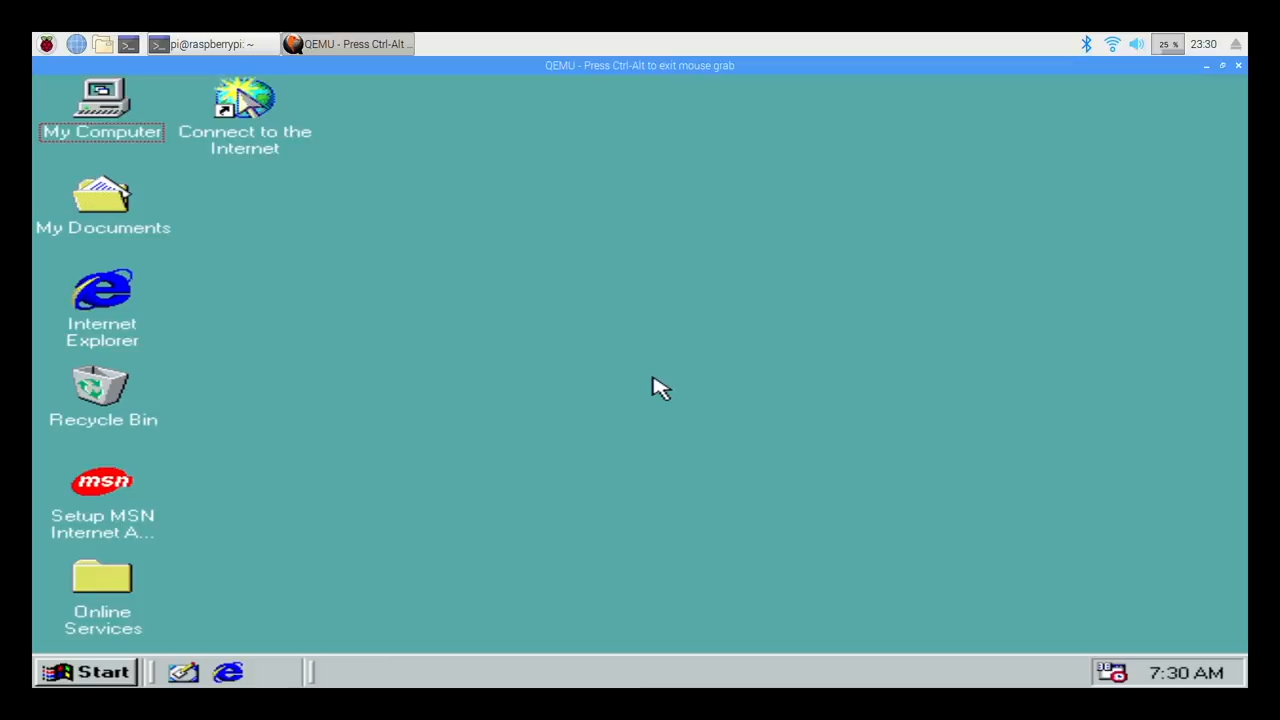 pi@raspberrypi: ~
QEMU - Press Ctrl-Alt ...
25 %
23:30
QEMU - Press Ctrl-Alt to exit mouse grab
My Computer
Connect to the
Internet
My Documents
Internet
Explorer
Recycle Bin
msn
Setup MSN
Internet A...
Online
Services
Start
7:30 AM